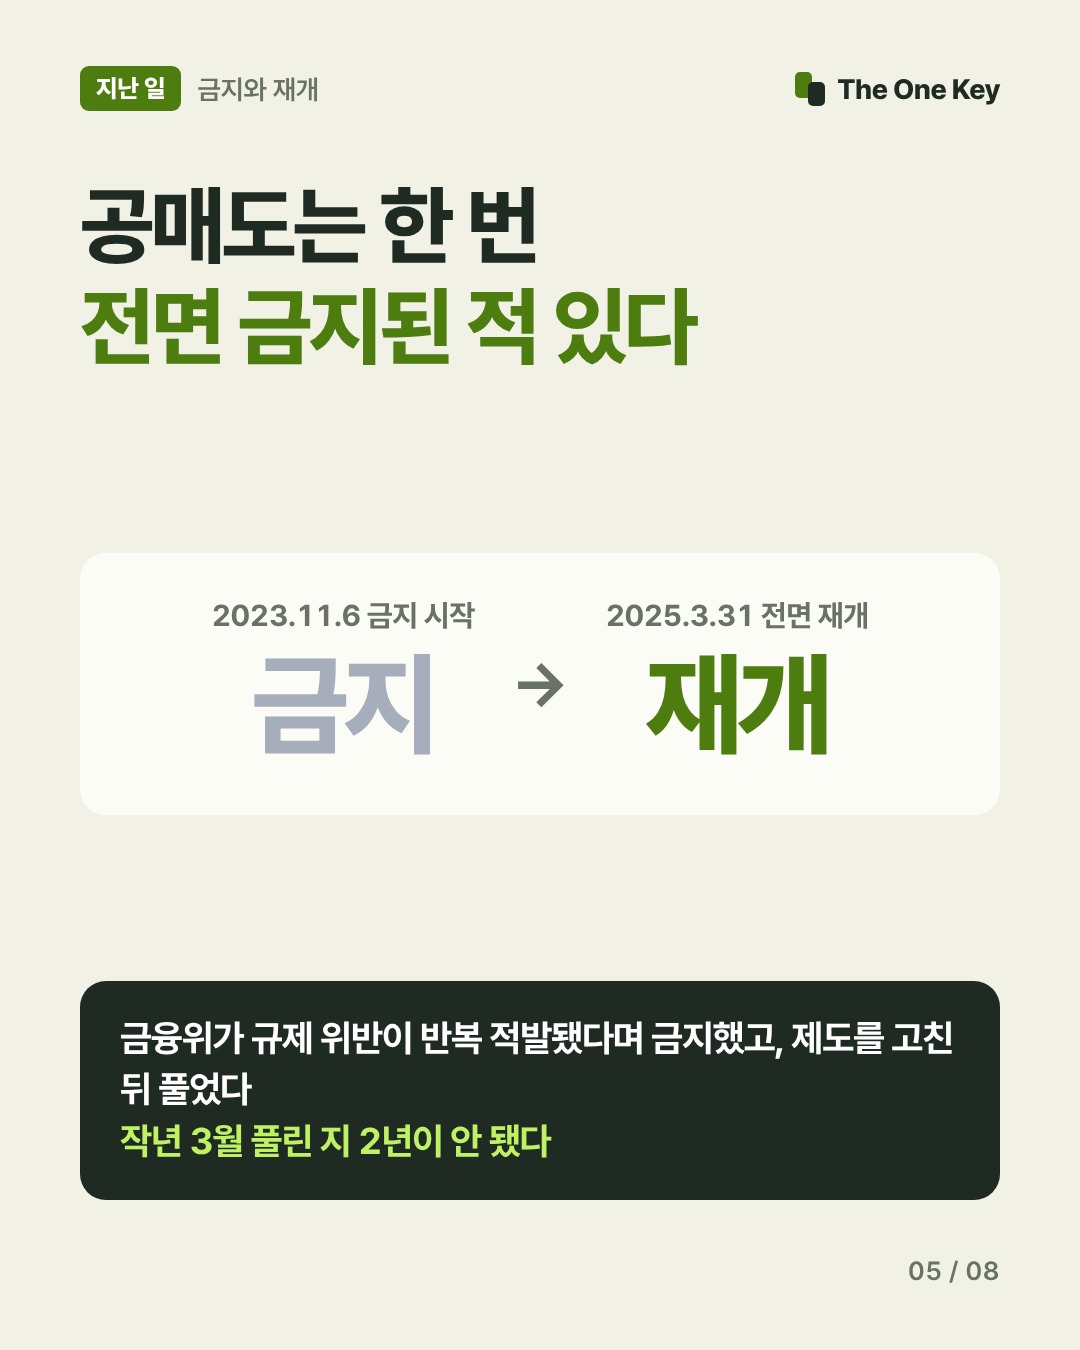 지난 일 금지와 재개
The One Key
공매도는 한 번
전면 금지된 적 있다
2023.11.6 금지 시작
금지
→
2025.3.31 전면 재개
재개
금융위가 규제 위반이 반복 적발됐다며 금지했고, 제도를 고친
뒤 풀었다
작년 3월 풀린 지 2년이 안 됐다
05 / 08